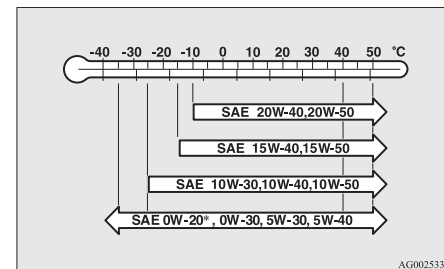 -40 -30 -20 -10 0 10 20 30 40 50 °C
SAE 20W-40,20W-50
SAE 15W-40,15W-50
SAE 10W-30,10W-40,10W-50
SAE 0W-20*, 0W-30, 5W-30, 5W-40
AG002533